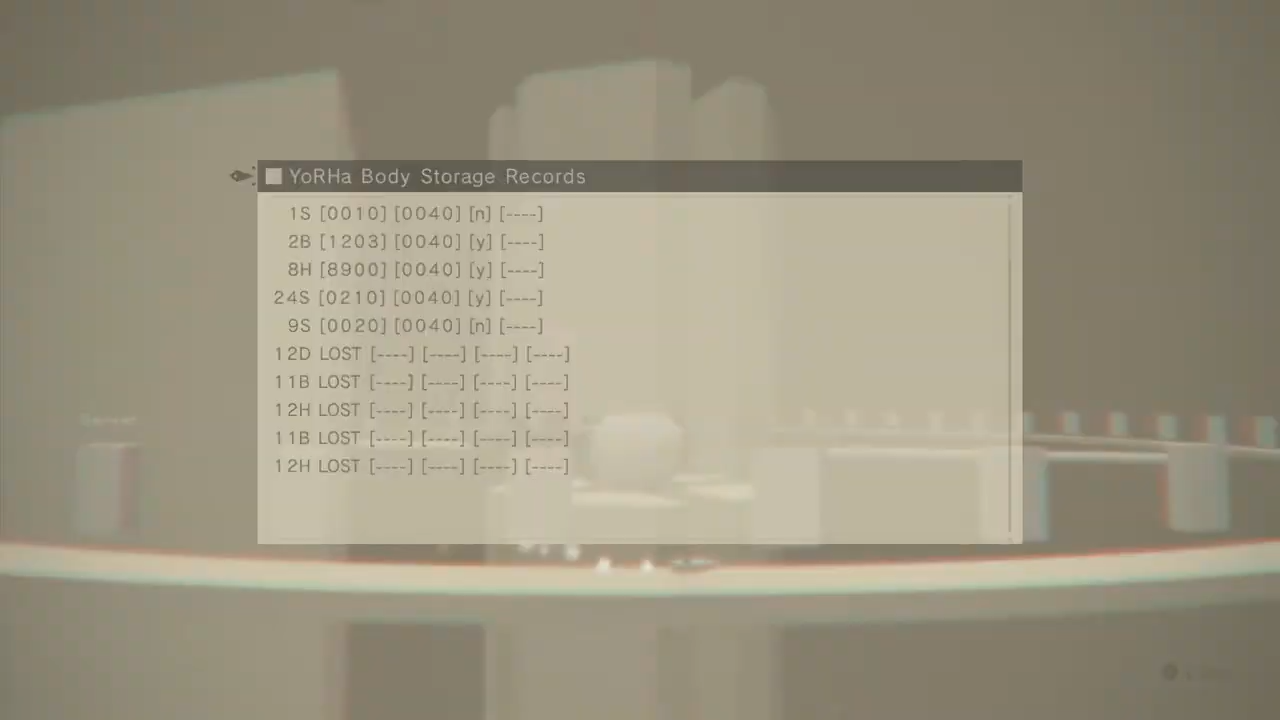 YoRHa Body Storage Records
1S [0010] [0040] [n] [----]
2B [1203] [0040] [y] [----]
8H [8900] [0040] [y] [----]
24S [0210] [0040] [y] [----]
9S [0020] [0040] [n] [----]
12D LOST [----] [----] [----] [----]
11B LOST [----] [----] [----] [----]
12H LOST [----] [----] [----] [----]
11B LOST [----] [----] [----] [----]
12H LOST [----] [----] [----] [----]